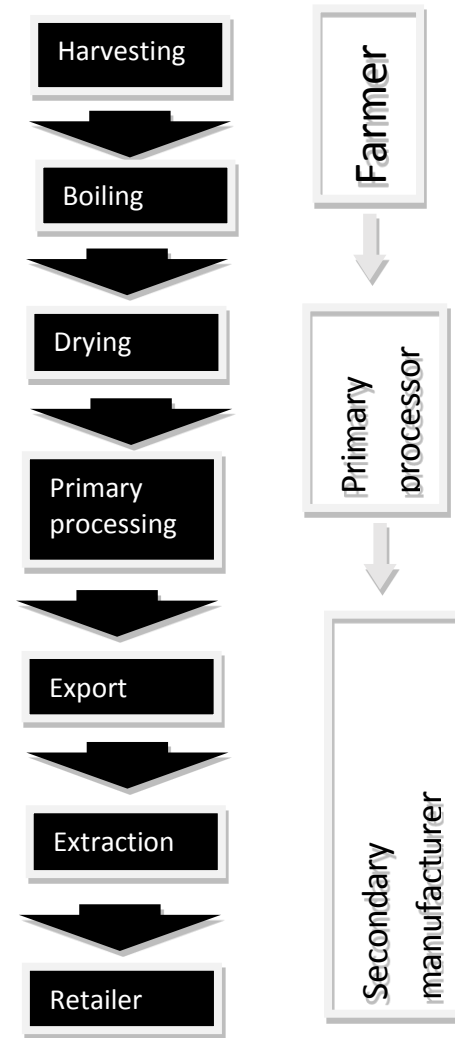 Harvesting
Boiling
Drying
Primary
processing
Export
Extraction
Retailer
Farmer
Primary
processor
Secondary
manufacturer